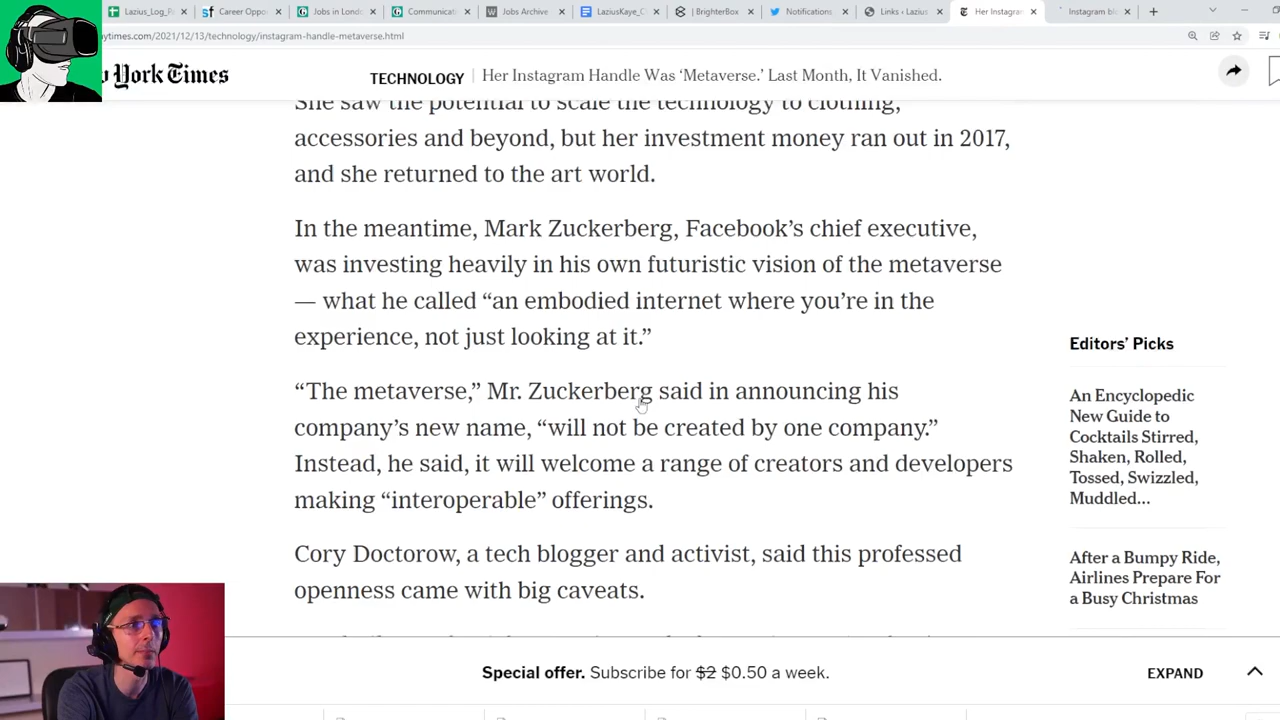 Lazius_Log_R
Career Oppo
Jobs in Lond
Communicati
Jobs Archive
LaziusKaye_C
BrighterBox
Notifications
Links ‹ Lazius
Her Instagram
Instagram bl
ytimes.com/2021/12/13/technology/instagram-handle-metaverse.html
York Times
TECHNOLOGY
Her Instagram Handle Was ‘Metaverse.’ Last Month, It Vanished.
She saw the potential to scale the technology to clothing,
accessories and beyond, but her investment money ran out in 2017,
and she returned to the art world.
In the meantime, Mark Zuckerberg, Facebook’s chief executive,
was investing heavily in his own futuristic vision of the metaverse
— what he called “an embodied internet where you’re in the
experience, not just looking at it.”
“The metaverse,” Mr. Zuckerberg said in announcing his
company’s new name, “will not be created by one company.”
Instead, he said, it will welcome a range of creators and developers
making “interoperable” offerings.
Cory Doctorow, a tech blogger and activist, said this professed
openness came with big caveats.
Editors’ Picks
An Encyclopedic
New Guide to
Cocktails Stirred,
Shaken, Rolled,
Tossed, Swizzled,
Muddled…
After a Bumpy Ride,
Airlines Prepare For
a Busy Christmas
Special offer. Subscribe for $2 $0.50 a week.
EXPAND